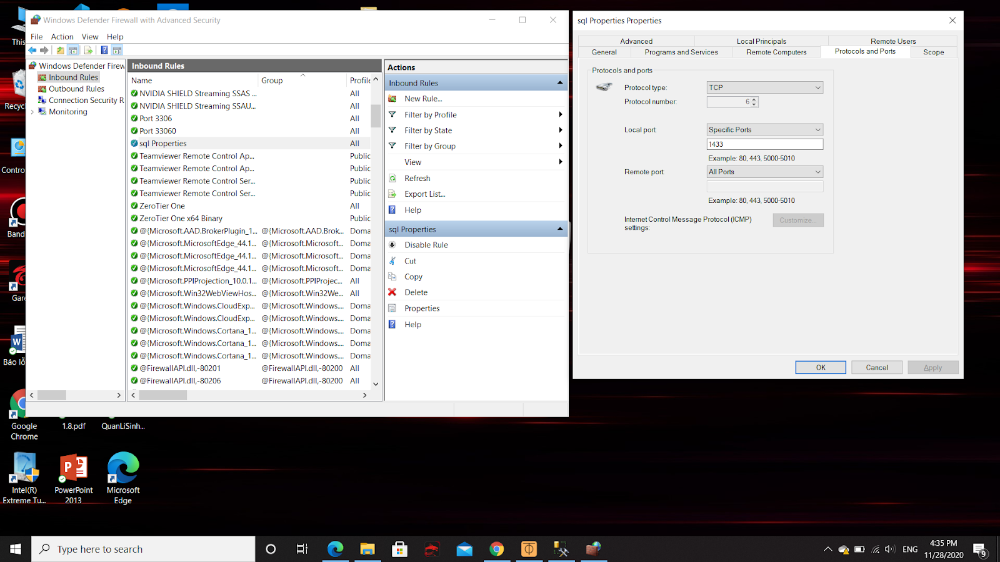 This
Recyc
Contro
Band
Gare
Báo lỗ
Google
Chrome
1.8.pdf
QuanLiSinh...
Intel(R)
Extreme Tu...
PowerPoint
2013
Microsoft
Edge
Windows Defender Firewall with Advanced Security
File Action View Help
Windows Defender Firew
Inbound Rules
Outbound Rules
Connection Security R
Monitoring
Inbound Rules
Name Group Profile
NVIDIA SHIELD Streaming SSAS ... All
NVIDIA SHIELD Streaming SSAU... All
Port 3306 All
Port 33060 All
sql Properties All
Teamviewer Remote Control Ap... Public
Teamviewer Remote Control Ap... Public
Teamviewer Remote Control Ser... Public
Teamviewer Remote Control Ser... Public
ZeroTier One All
ZeroTier One x64 Binary Public
@{Microsoft.AAD.BrokerPlugin_1... @{Microsoft.AAD.Brok... Doma
@{Microsoft.MicrosoftEdge_44.1... @{Microsoft.Microsoft... Doma
@{Microsoft.MicrosoftEdge_44.1... @{Microsoft.Microsoft... Doma
@{Microsoft.MicrosoftEdge_44.1... @{Microsoft.Microsoft... Doma
@{Microsoft.PPIProjection_10.0.1... @{Microsoft.PPIProjec... All
@{Microsoft.Win32WebViewHos... @{Microsoft.Win32We... All
@{Microsoft.Windows.CloudExp... @{Microsoft.Windows.... Doma
@{Microsoft.Windows.CloudExp... @{Microsoft.Windows.... Doma
@{Microsoft.Windows.Cortana_1... @{Microsoft.Windows.... Doma
@{Microsoft.Windows.Cortana_1... @{Microsoft.Windows.... Doma
@{Microsoft.Windows.Cortana_1... @{Microsoft.Windows.... Doma
@FirewallAPI.dll,-80201 @FirewallAPI.dll,-80200 All
@FirewallAPI.dll,-80206 @FirewallAPI.dll,-80200 All
Actions
Inbound Rules
New Rule...
Filter by Profile
Filter by State
Filter by Group
View
Refresh
Export List...
Help
sql Properties
Disable Rule
Cut
Copy
Delete
Properties
Help
sql Properties Properties
Advanced Local Principals Remote Users
General Programs and Services Remote Computers Protocols and Ports Scope
Protocols and ports
Protocol type: TCP
Protocol number: 6
Local port: Specific Ports
1433
Example: 80, 443, 5000-5010
Remote port: All Ports
Example: 80, 443, 5000-5010
Internet Control Message Protocol (ICMP)
settings:
Customize...
OK Cancel Apply
Type here to search
ENG
4:35 PM
11/28/2020
9